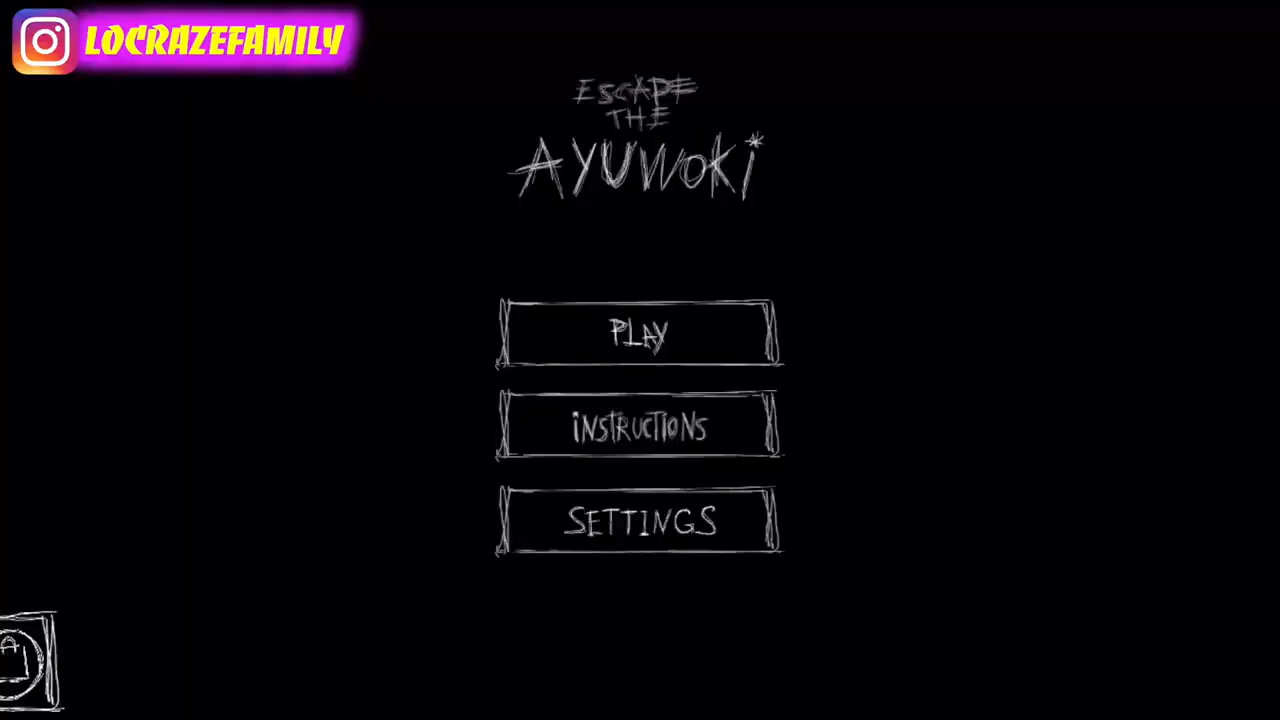 LOCRAZEFAMILY
ESCAPE
THE
AYUWOKi*
PLAY
iNSTRUCTIONS
SETTINGS